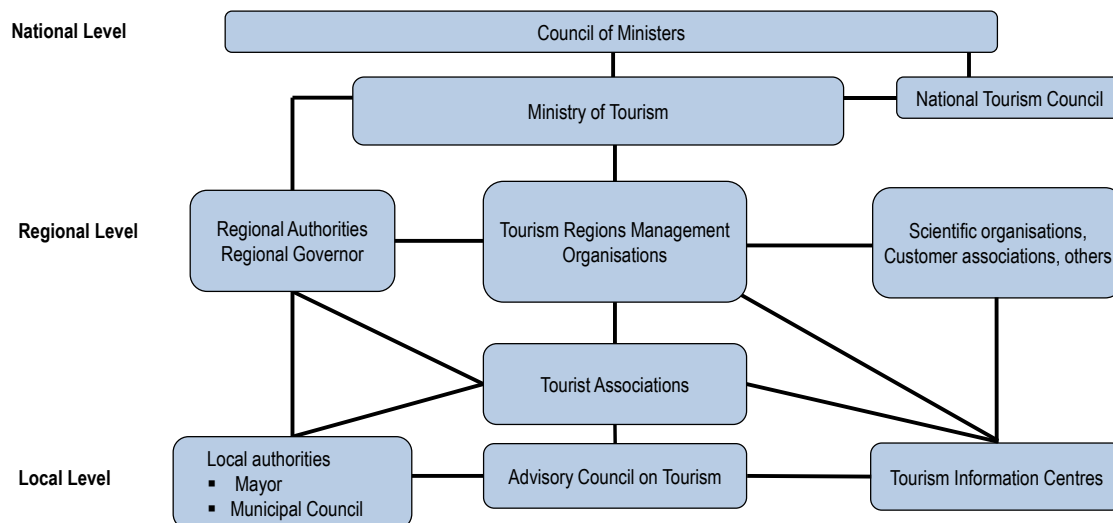 National Level
Council of Ministers
Ministry of Tourism
National Tourism Council
Regional Level
Regional Authorities
Regional Governor
Tourism Regions Management
Organisations
Scientific organisations,
Customer associations, others
Tourist Associations
Local Level
Local authorities
▪ Mayor
▪ Municipal Council
Advisory Council on Tourism
Tourism Information Centres